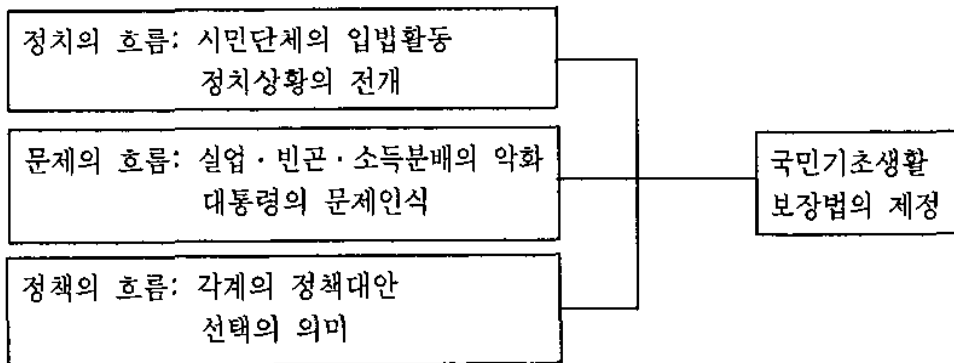 정치의 흐름: 시민단체의 입법활동
정치상황의 전개
문제의 흐름: 실업·빈곤·소득분배의 악화
대통령의 문제인식
정책의 흐름: 각계의 정책대안
선택의 의미
국민기초생활
보장법의 제정